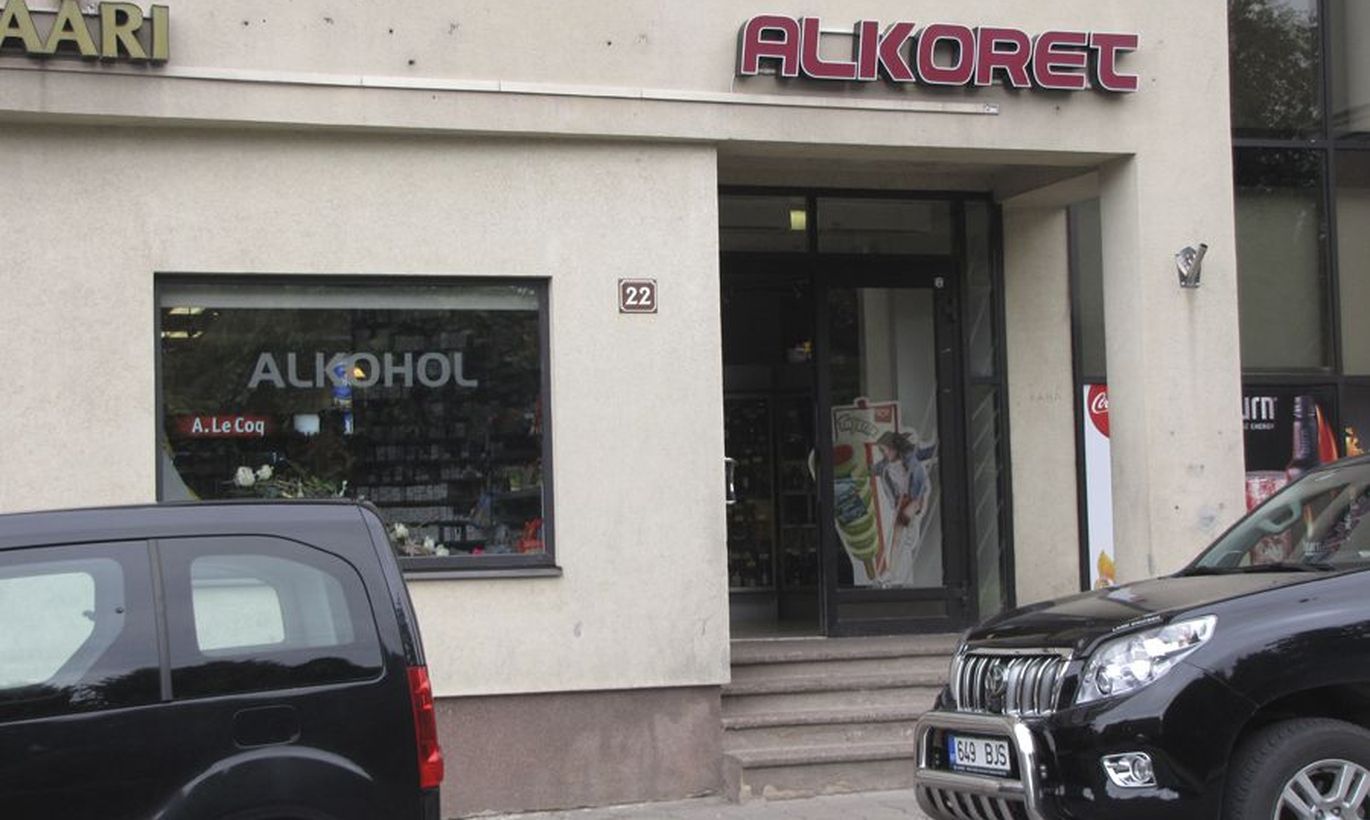 AARI
ALKORET
22
ALKOHOL
A. Le Coq
649 BJS